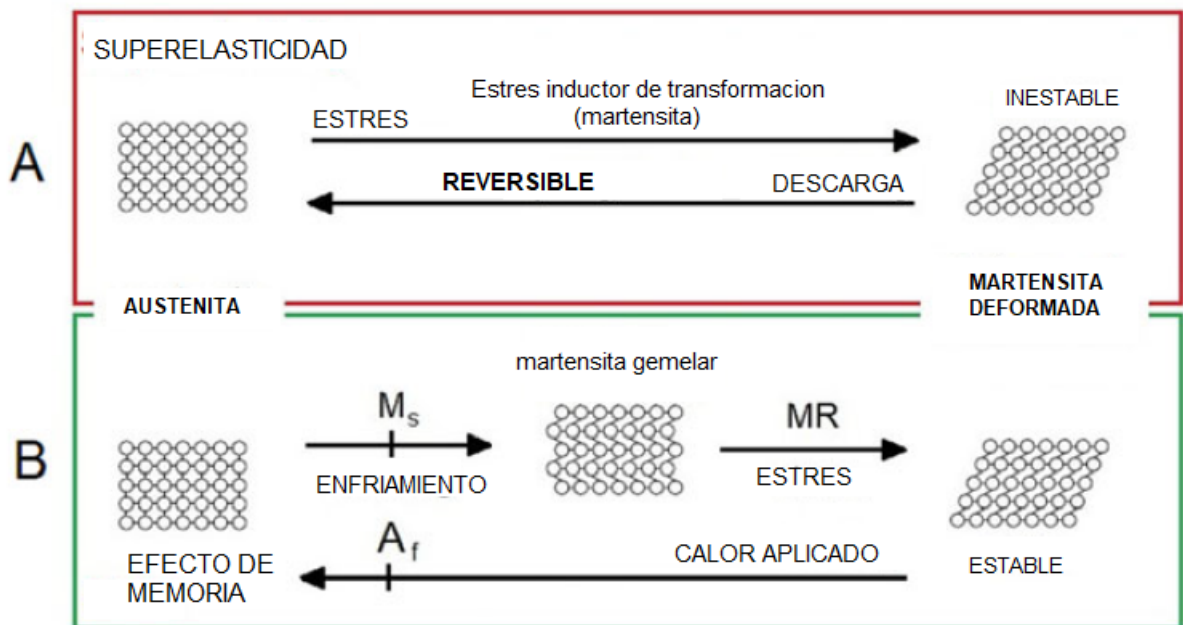 SUPERELASTICIDAD
Estres inductor de transformacion
(martensita)
INESTABLE
ESTRES
A
REVERSIBLE
DESCARGA
AUSTENITA
MARTENSITA
DEFORMADA
martensita gemelar
Ms
MR
B
ENFRIAMIENTO
ESTRES
Af
CALOR APLICADO
EFECTO DE
MEMORIA
ESTABLE